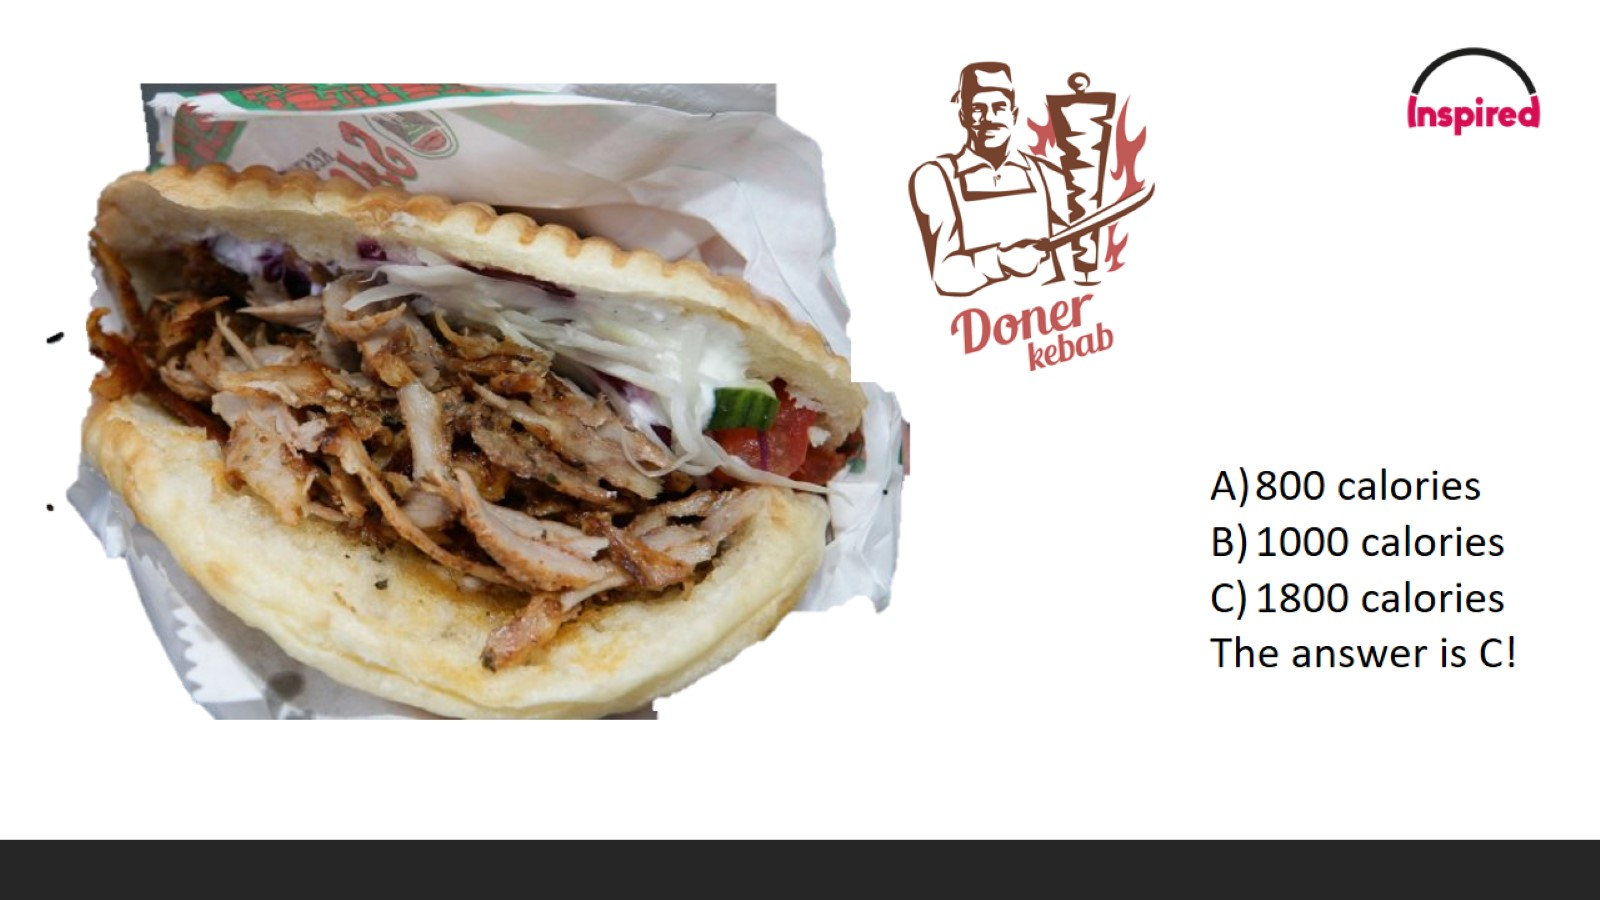 Inspired
Doner
kebab
A) 800 calories
B) 1000 calories
C) 1800 calories
The answer is C!